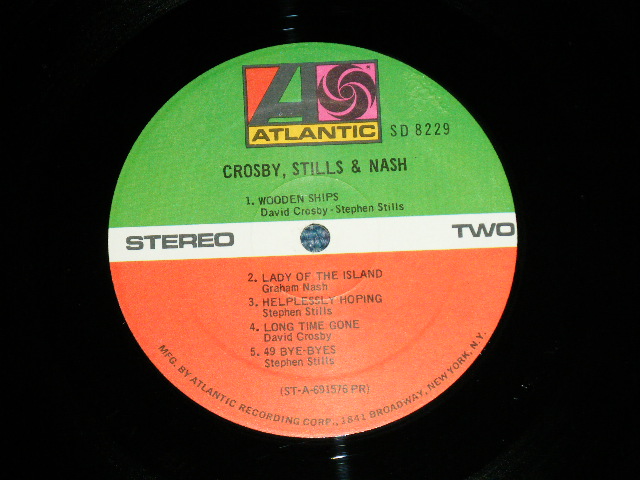 ATLANTIC
SD 8229
CROSBY, STILLS & NASH
1. WOODEN SHIPS
David Crosby-Stephen Stills
STEREO
TWO
2. LADY OF THE ISLAND
Graham Nash
3. HELPLESSLY HOPING
Stephen Stills
4. LONG TIME GONE
David Crosby
5. 49 BYE-BYES
Stephen Stills
(ST-A-691576 PR)
MFG. BY ATLANTIC RECORDING CORP., 1841 BROADWAY, NEW YORK, N.Y.